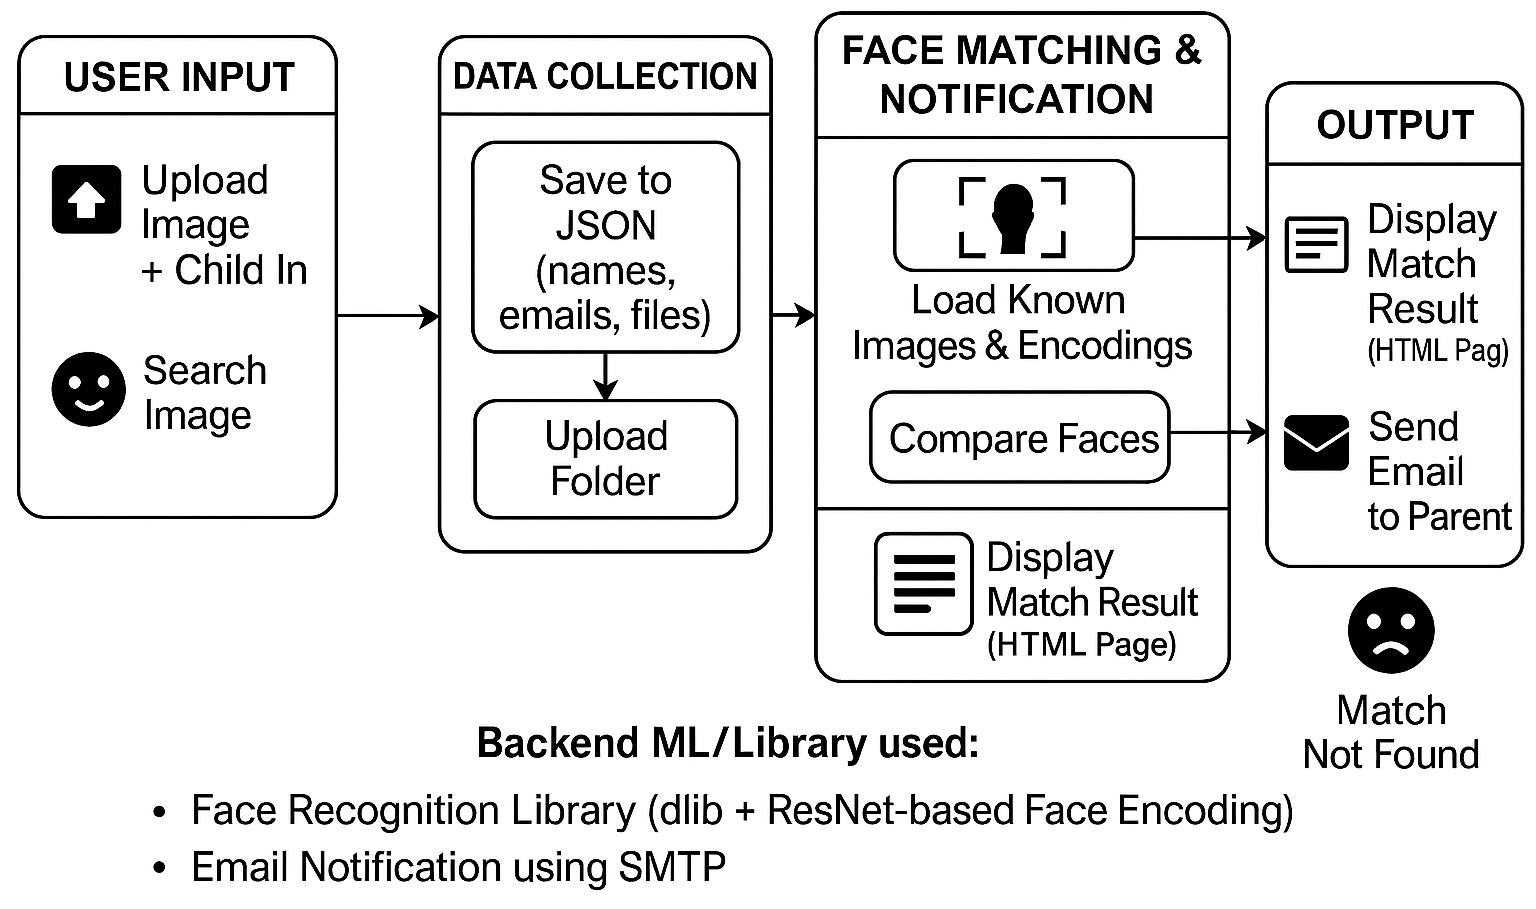 USER INPUT
Upload
Image
+ Child In
Search
Image
DATA COLLECTION
Save to
JSON
(names,
emails, files)
Upload
Folder
FACE MATCHING &
NOTIFICATION
Load Known
Images & Encodings
Compare Faces
Display
Match Result
(HTML Page)
OUTPUT
Display
Match
Result
(HTML Pag)
Send
Email
to Parent
Match
Not Found
Backend ML/Library used:
• Face Recognition Library (dlib + ResNet-based Face Encoding)
• Email Notification using SMTP